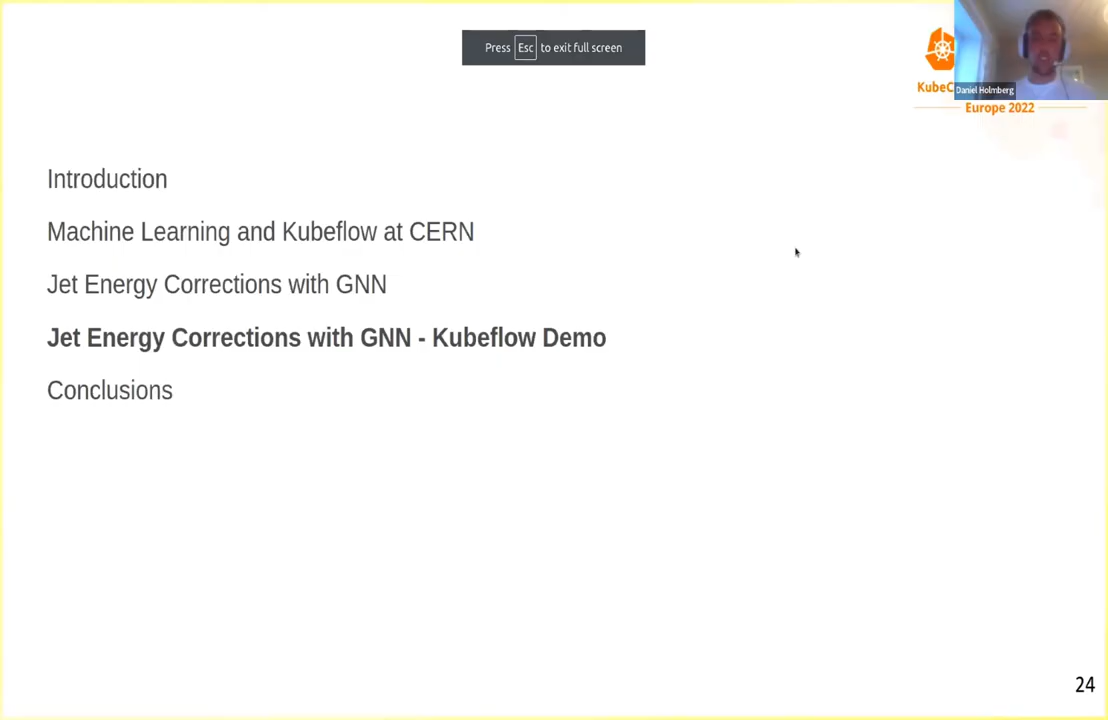 Press Esc to exit full screen
KubeC
Daniel Holmberg
Europe 2022
Introduction
Machine Learning and Kubeflow at CERN
Jet Energy Corrections with GNN
Jet Energy Corrections with GNN - Kubeflow Demo
Conclusions
24